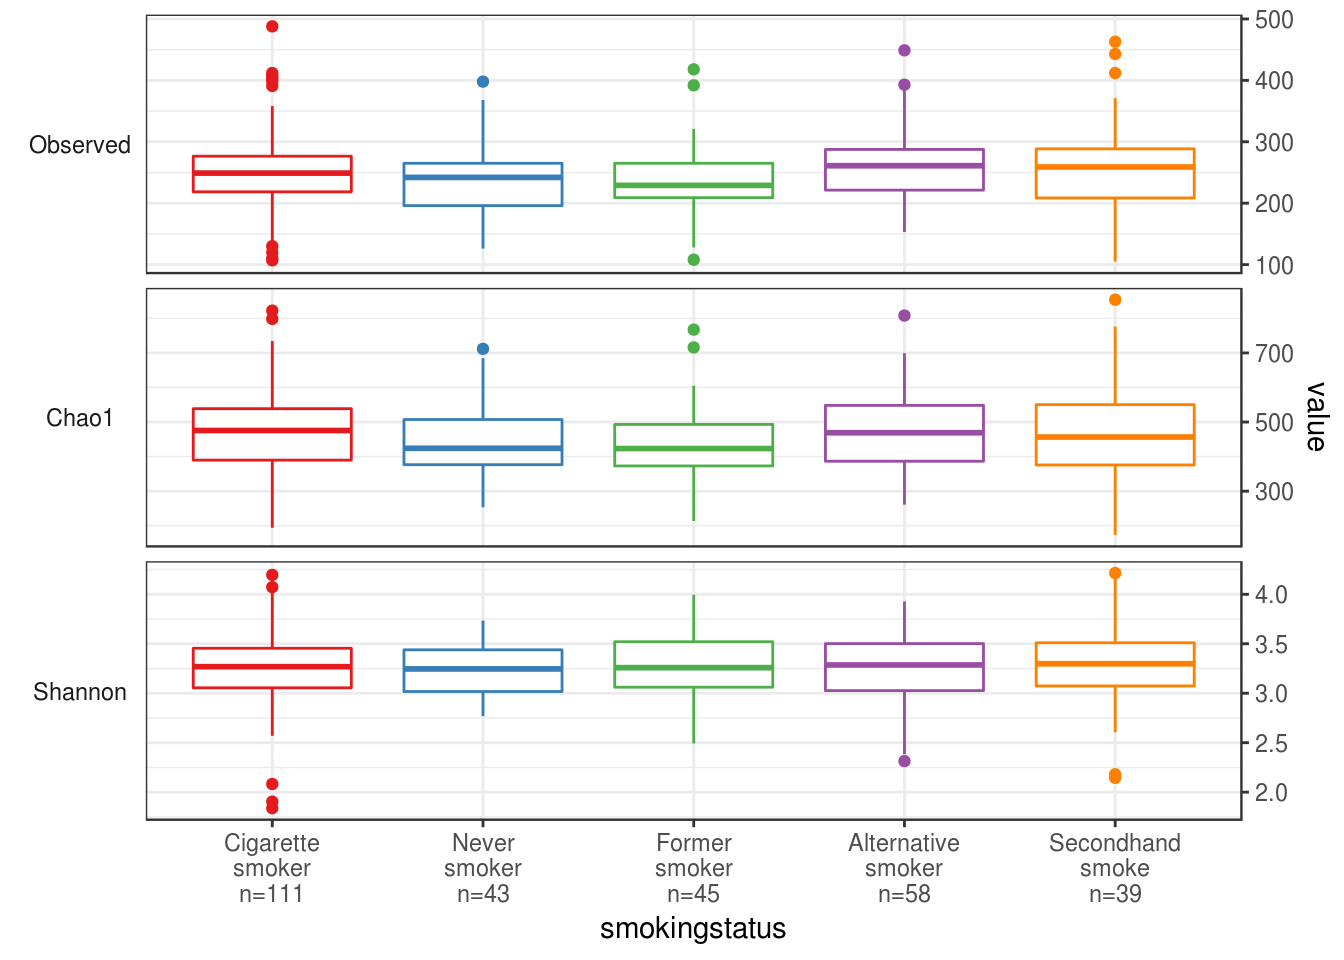 Observed
500
400
300
200
100
Chao1
700
500
300
value
Shannon
4.0
3.5
3.0
2.5
2.0
Cigarette
smoker
n=111
Never
smoker
n=43
Former
smoker
n=45
Alternative
smoker
n=58
Secondhand
smoke
n=39
smokingstatus